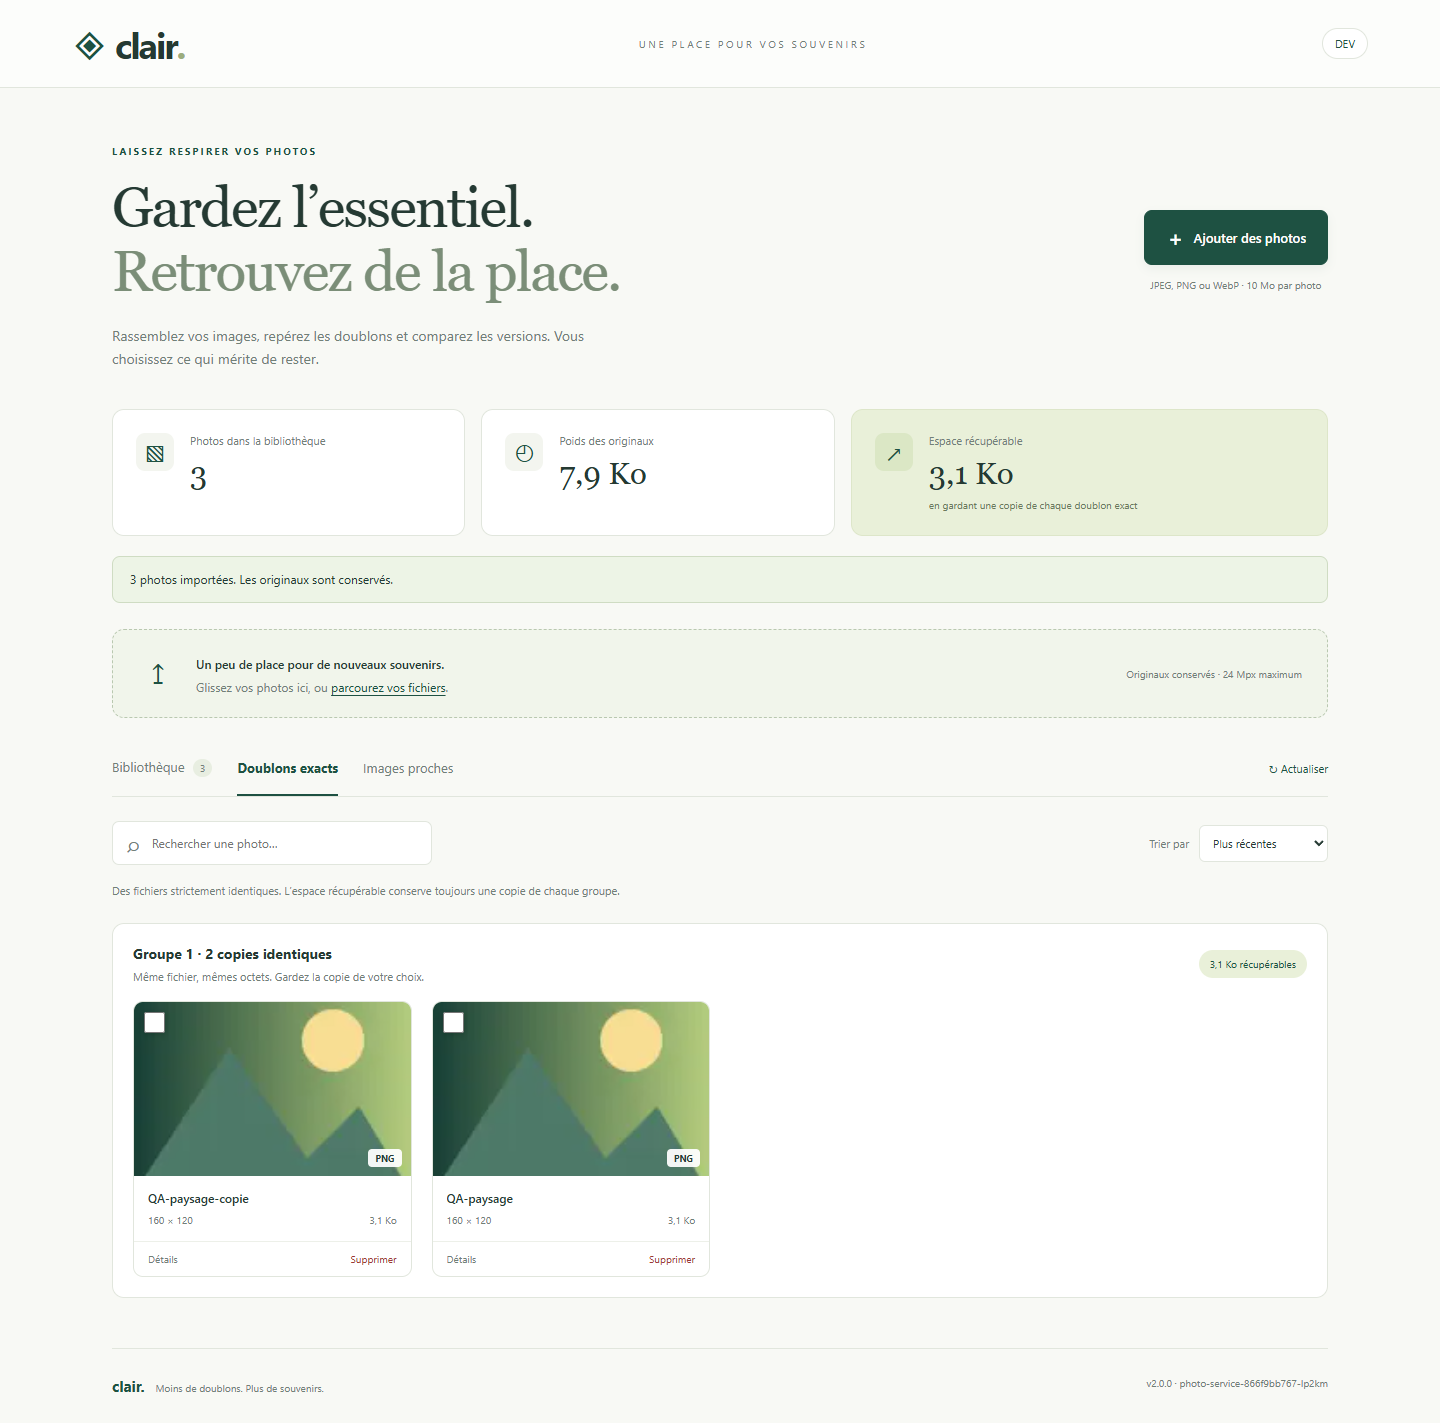 clair.
UNE PLACE POUR VOS SOUVENIRS
DEV
LAISSEZ RESPIRER VOS PHOTOS
Gardez l’essentiel.
Retrouvez de la place.
+ Ajouter des photos
JPEG, PNG ou WebP · 10 Mo par photo
Rassemblez vos images, repérez les doublons et comparez les versions. Vous
choisissez ce qui mérite de rester.
Photos dans la bibliothèque
3
Poids des originaux
7,9 Ko
Espace récupérable
3,1 Ko
en gardant une copie de chaque doublon exact
3 photos importées. Les originaux sont conservés.
Un peu de place pour de nouveaux souvenirs.
Glissez vos photos ici, ou parcourez vos fichiers.
Originaux conservés · 24 Mpx maximum
Bibliothèque 3
Doublons exacts
Images proches
↻ Actualiser
Rechercher une photo...
Trier par
Plus récentes
Des fichiers strictement identiques. L'espace récupérable conserve toujours une copie de chaque groupe.
Groupe 1 · 2 copies identiques
Même fichier, mêmes octets. Gardez la copie de votre choix.
3,1 Ko récupérables
PNG
PNG
QA-paysage-copie
160 × 120
3,1 Ko
Détails
Supprimer
QA-paysage
160 × 120
3,1 Ko
Détails
Supprimer
clair.
Moins de doublons. Plus de souvenirs.
v2.0.0 · photo-service-866f9bb767-lp2km